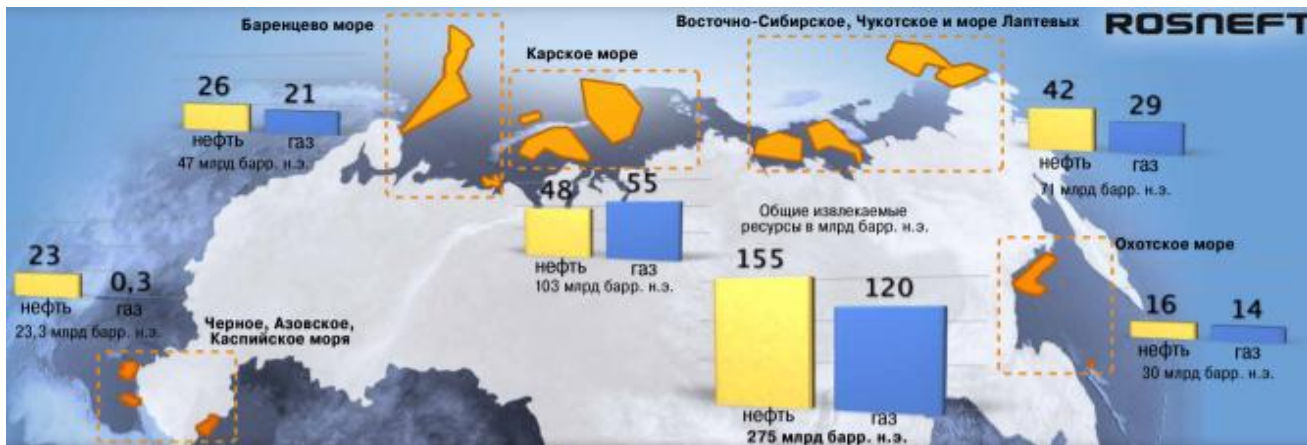 Баренцево море
Восточно-Сибирское, Чукотское и море Лаптевых
ROSNEFT
Карское море
26
21
нефть
газ
47 млрд барр. н.э.
42
29
нефть
газ
71 млрд барр. н.э.
48
55
нефть
газ
103 млрд барр. н.э.
Общие извлекаемые
ресурсы в млрд барр. н.э.
155
120
нефть
газ
275 млрд барр. н.э.
Охотское море
16
14
нефть
газ
30 млрд барр. н.э.
23
0,3
нефть
газ
23,3 млрд барр. н.э.
Черное, Азовское,
Каспийское моря